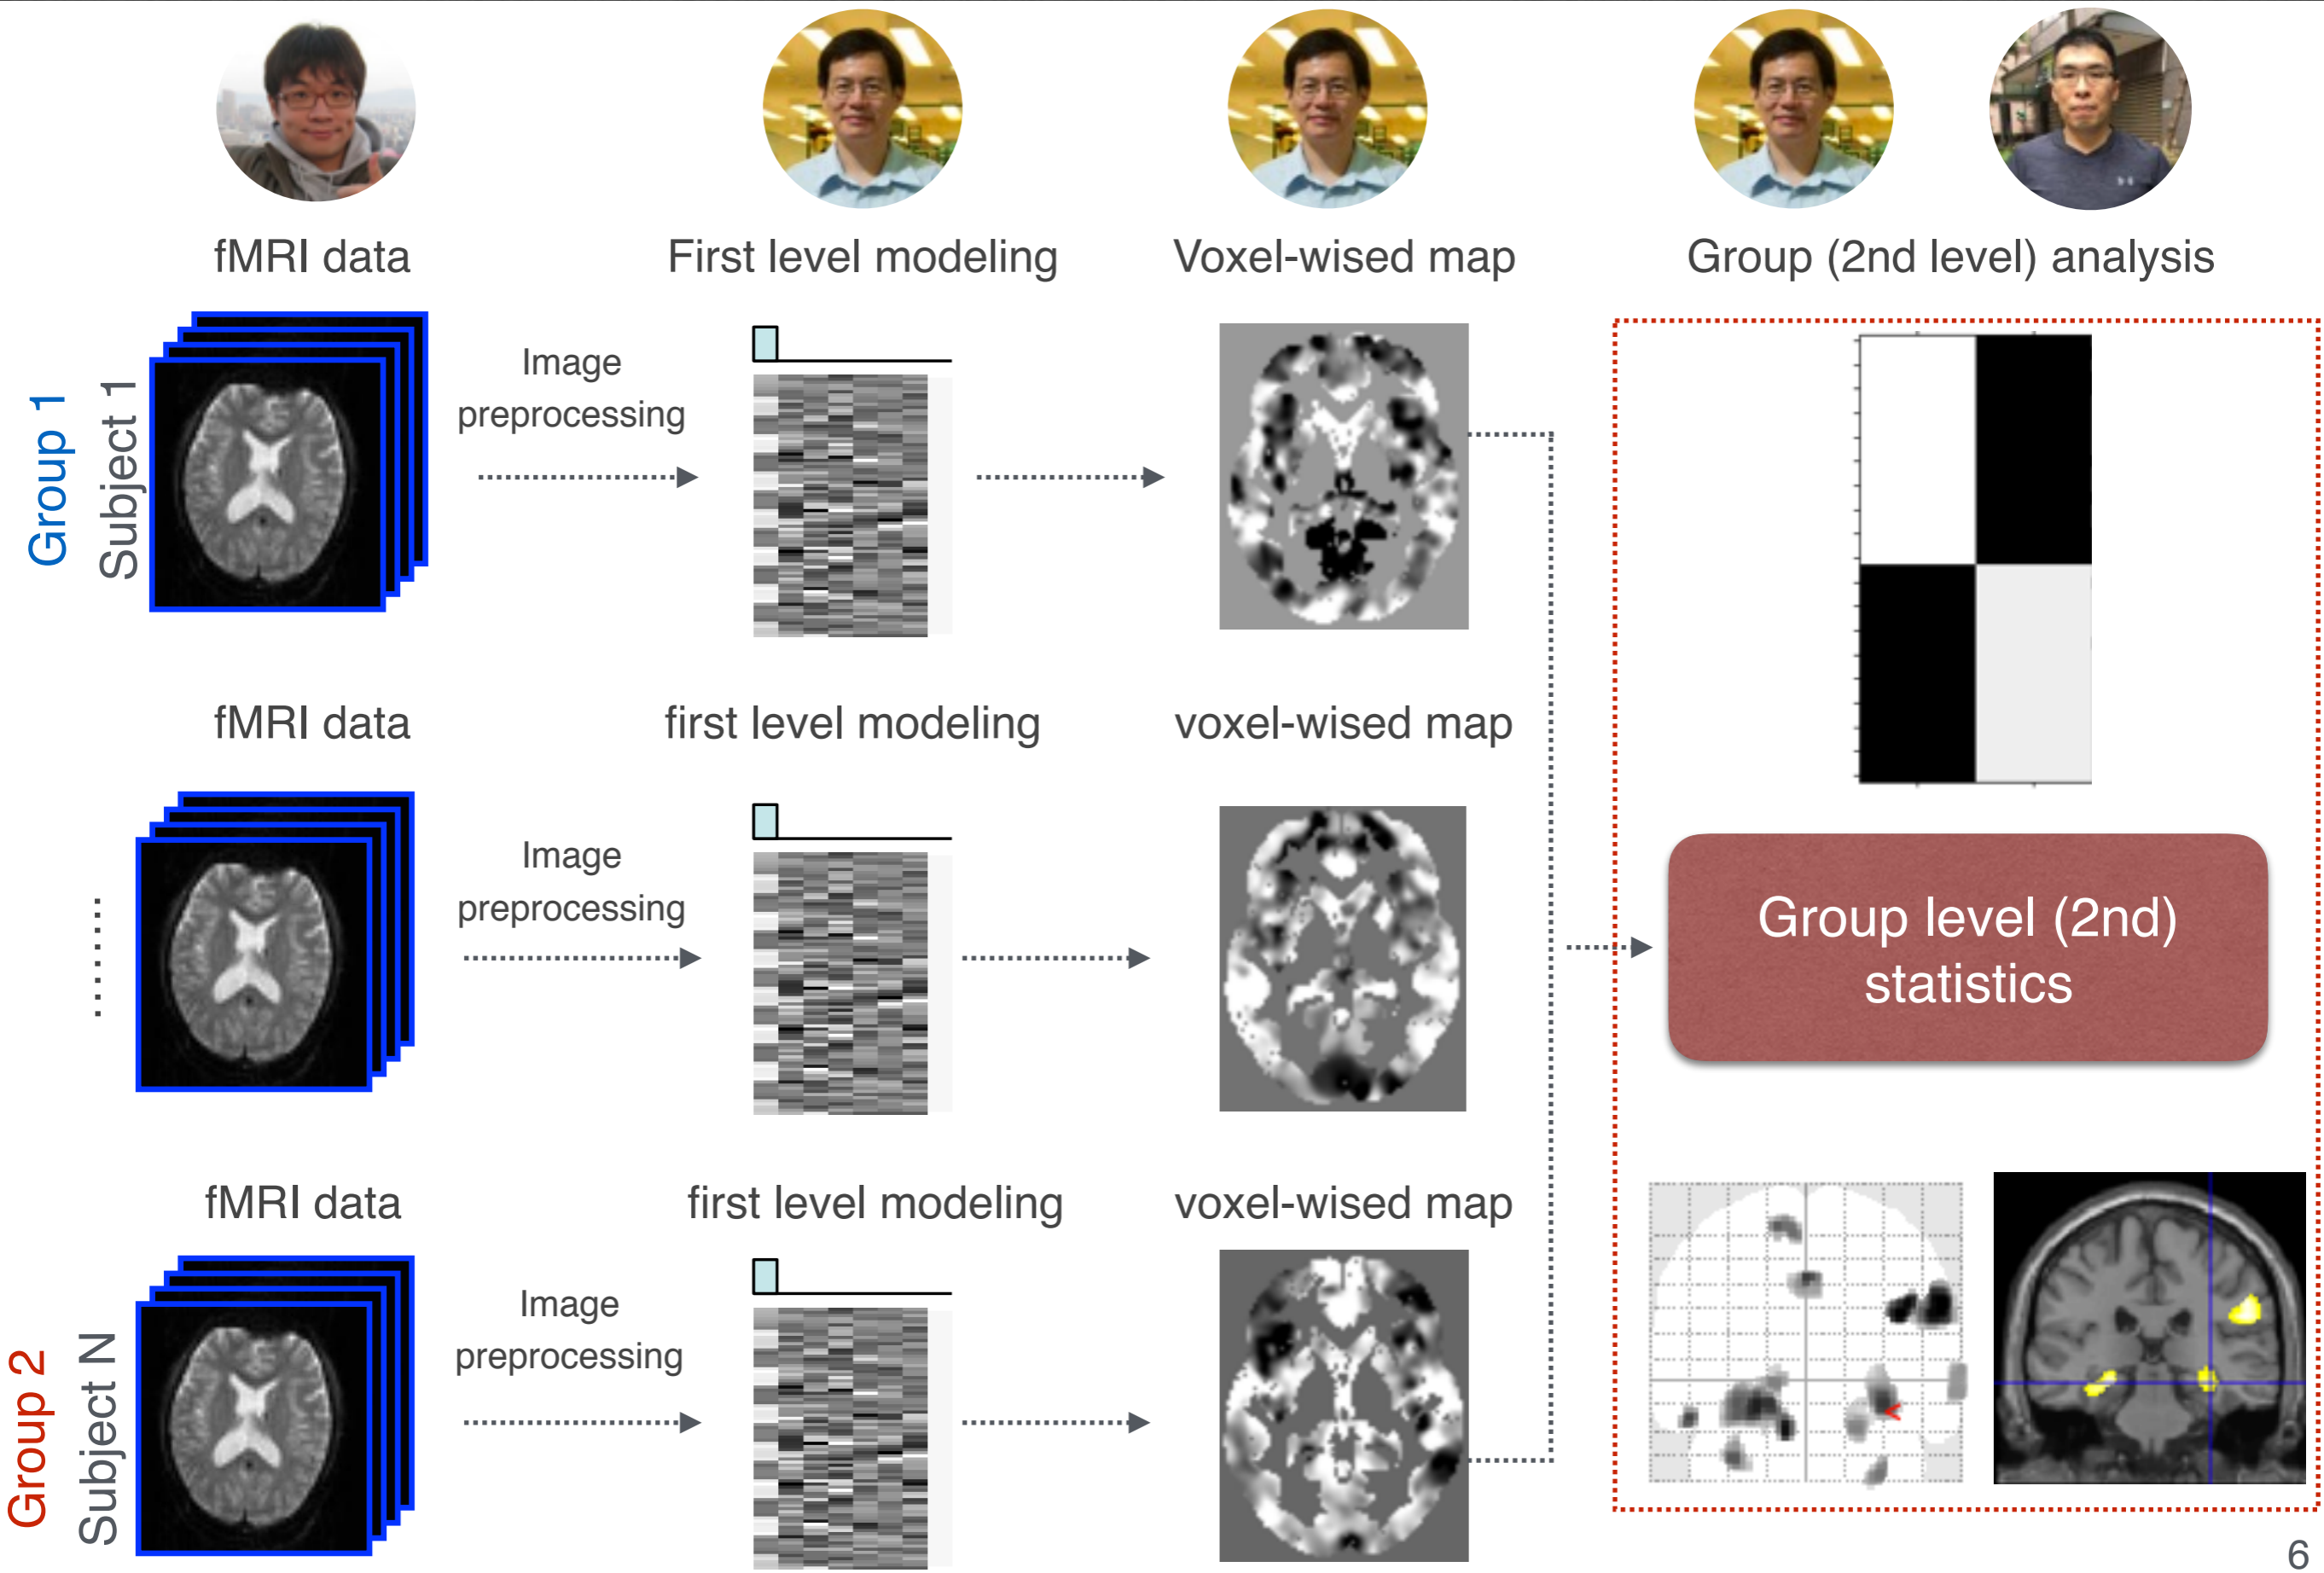 fMRI data
First level modeling
Voxel-wised map
Group (2nd level) analysis
Group 1
Subject 1
Image
preprocessing
fMRI data
first level modeling
voxel-wised map
.........
Image
preprocessing
Group level (2nd)
statistics
fMRI data
first level modeling
voxel-wised map
Group 2
Subject N
Image
preprocessing
<
6